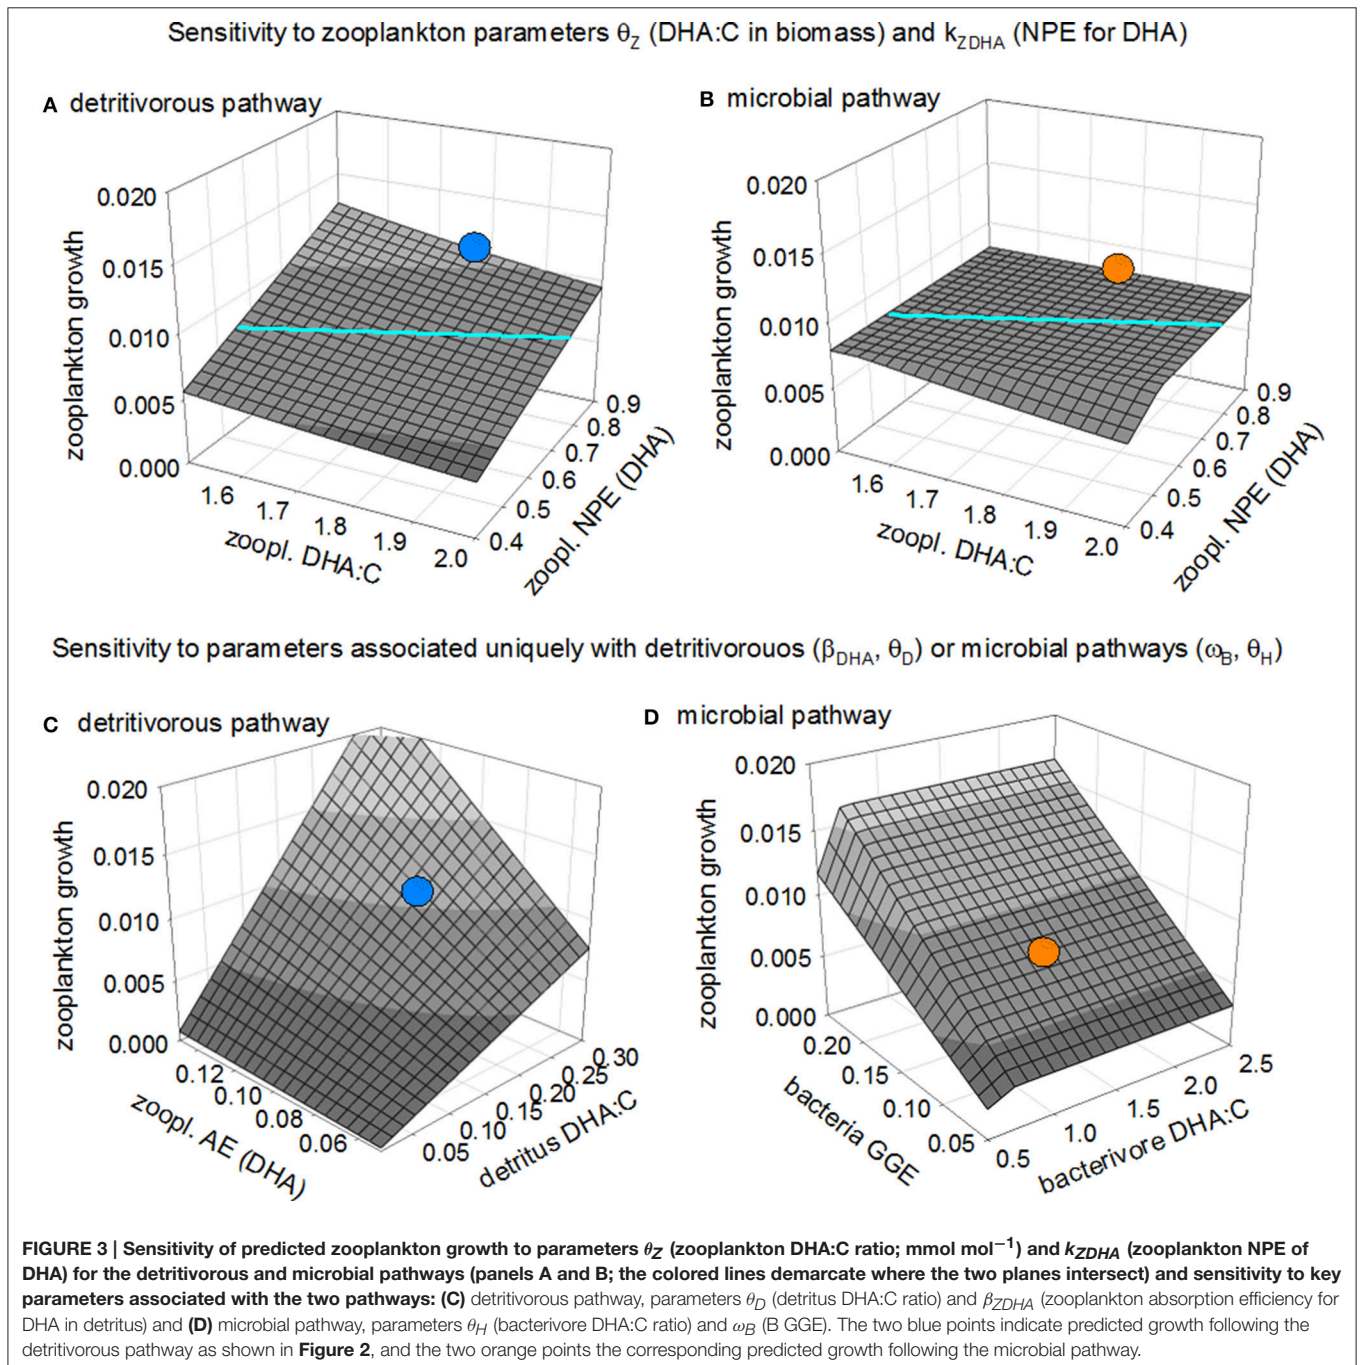 Sensitivity to zooplankton parameters θZ (DHA:C in biomass) and kZDHA (NPE for DHA)
A detritivorous pathway
B microbial pathway
0.020
0.015
0.010
0.005
0.000
zooplankton growth
1.6
1.7
1.8
1.9
2.0
zoopl. DHA:C
0.4
0.5
0.6
0.7
0.8
0.9
zoopl. NPE (DHA)
0.020
0.015
0.010
0.005
0.000
zooplankton growth
1.6
1.7
1.8
1.9
2.0
zoopl. DHA:C
0.4
0.5
0.6
0.7
0.8
0.9
zoopl. NPE (DHA)
Sensitivity to parameters associated uniquely with detritivorouos (βDHA, θD) or microbial pathways (ωB, θH)
C detritivorous pathway
D microbial pathway
0.020
0.015
0.010
0.005
0.000
zooplankton growth
0.12
0.10
0.08
0.06
zoopl. AE (DHA)
0.05
0.10
0.15
0.20
0.25
0.30
detritus DHA:C
0.020
0.015
0.010
0.005
0.000
zooplankton growth
0.20
0.15
0.10
0.05
bacteria GGE
0.5
1.0
1.5
2.0
2.5
bacterivore DHA:C
FIGURE 3 | Sensitivity of predicted zooplankton growth to parameters θZ (zooplankton DHA:C ratio; mmol mol−1) and kZDHA (zooplankton NPE of
DHA) for the detritivorous and microbial pathways (panels A and B; the colored lines demarcate where the two planes intersect) and sensitivity to key
parameters associated with the two pathways: (C) detritivorous pathway, parameters θD (detritus DHA:C ratio) and βZDHA (zooplankton absorption efficiency for
DHA in detritus) and (D) microbial pathway, parameters θH (bacterivore DHA:C ratio) and ωB (B GGE). The two blue points indicate predicted growth following the
detritivorous pathway as shown in Figure 2, and the two orange points the corresponding predicted growth following the microbial pathway.